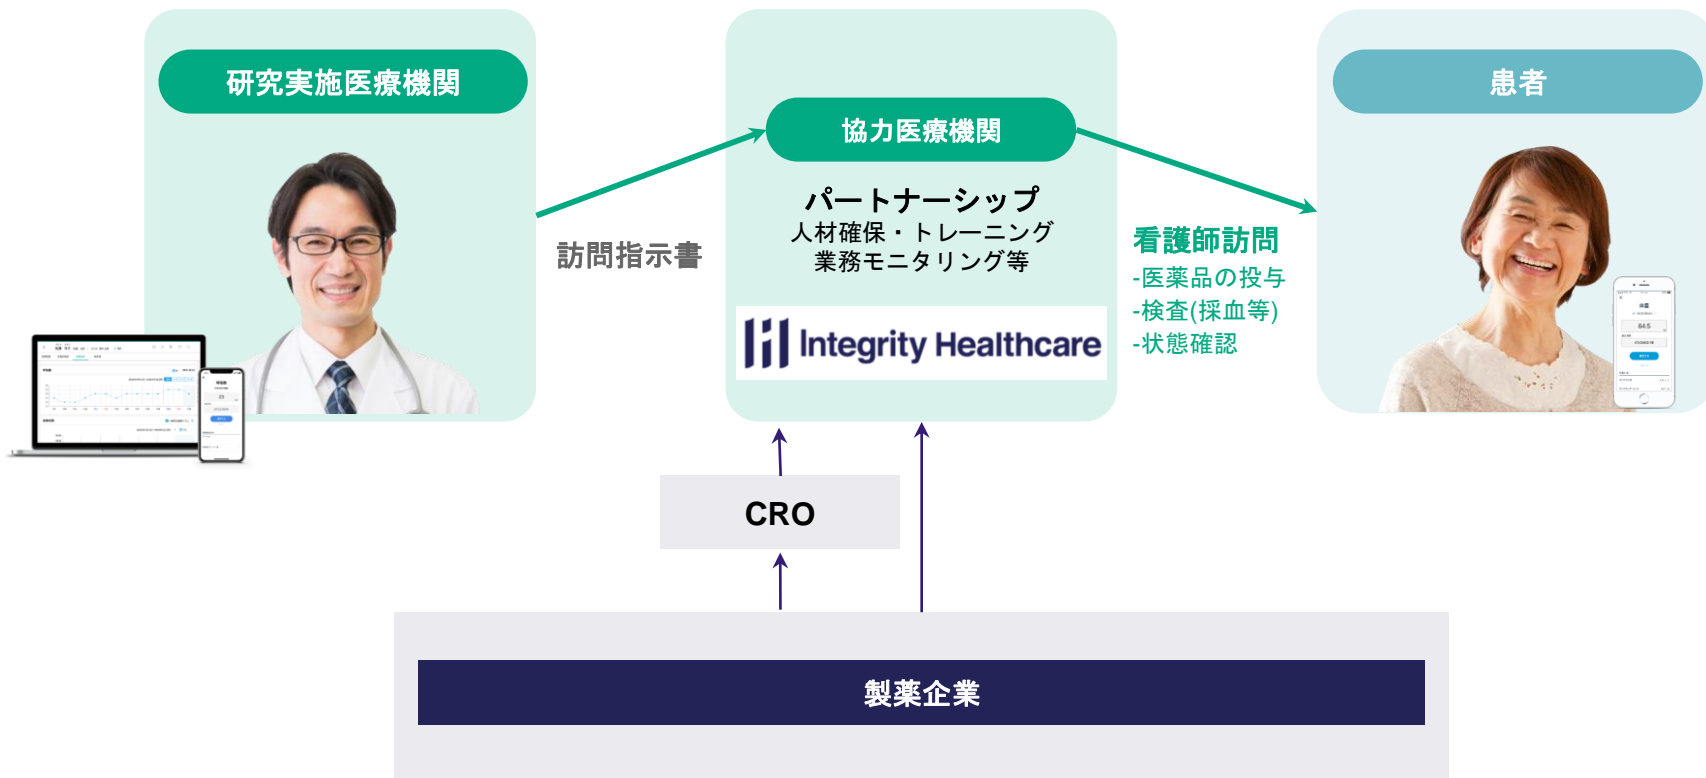 研究実施医療機関
訪問指示書
協力医療機関
パートナーシップ
人材確保・トレーニング
業務モニタリング等
Integrity Healthcare
看護師訪問
-医薬品の投与
-検査(採血等)
-状態確認
患者
64.5
CRO
製薬企業